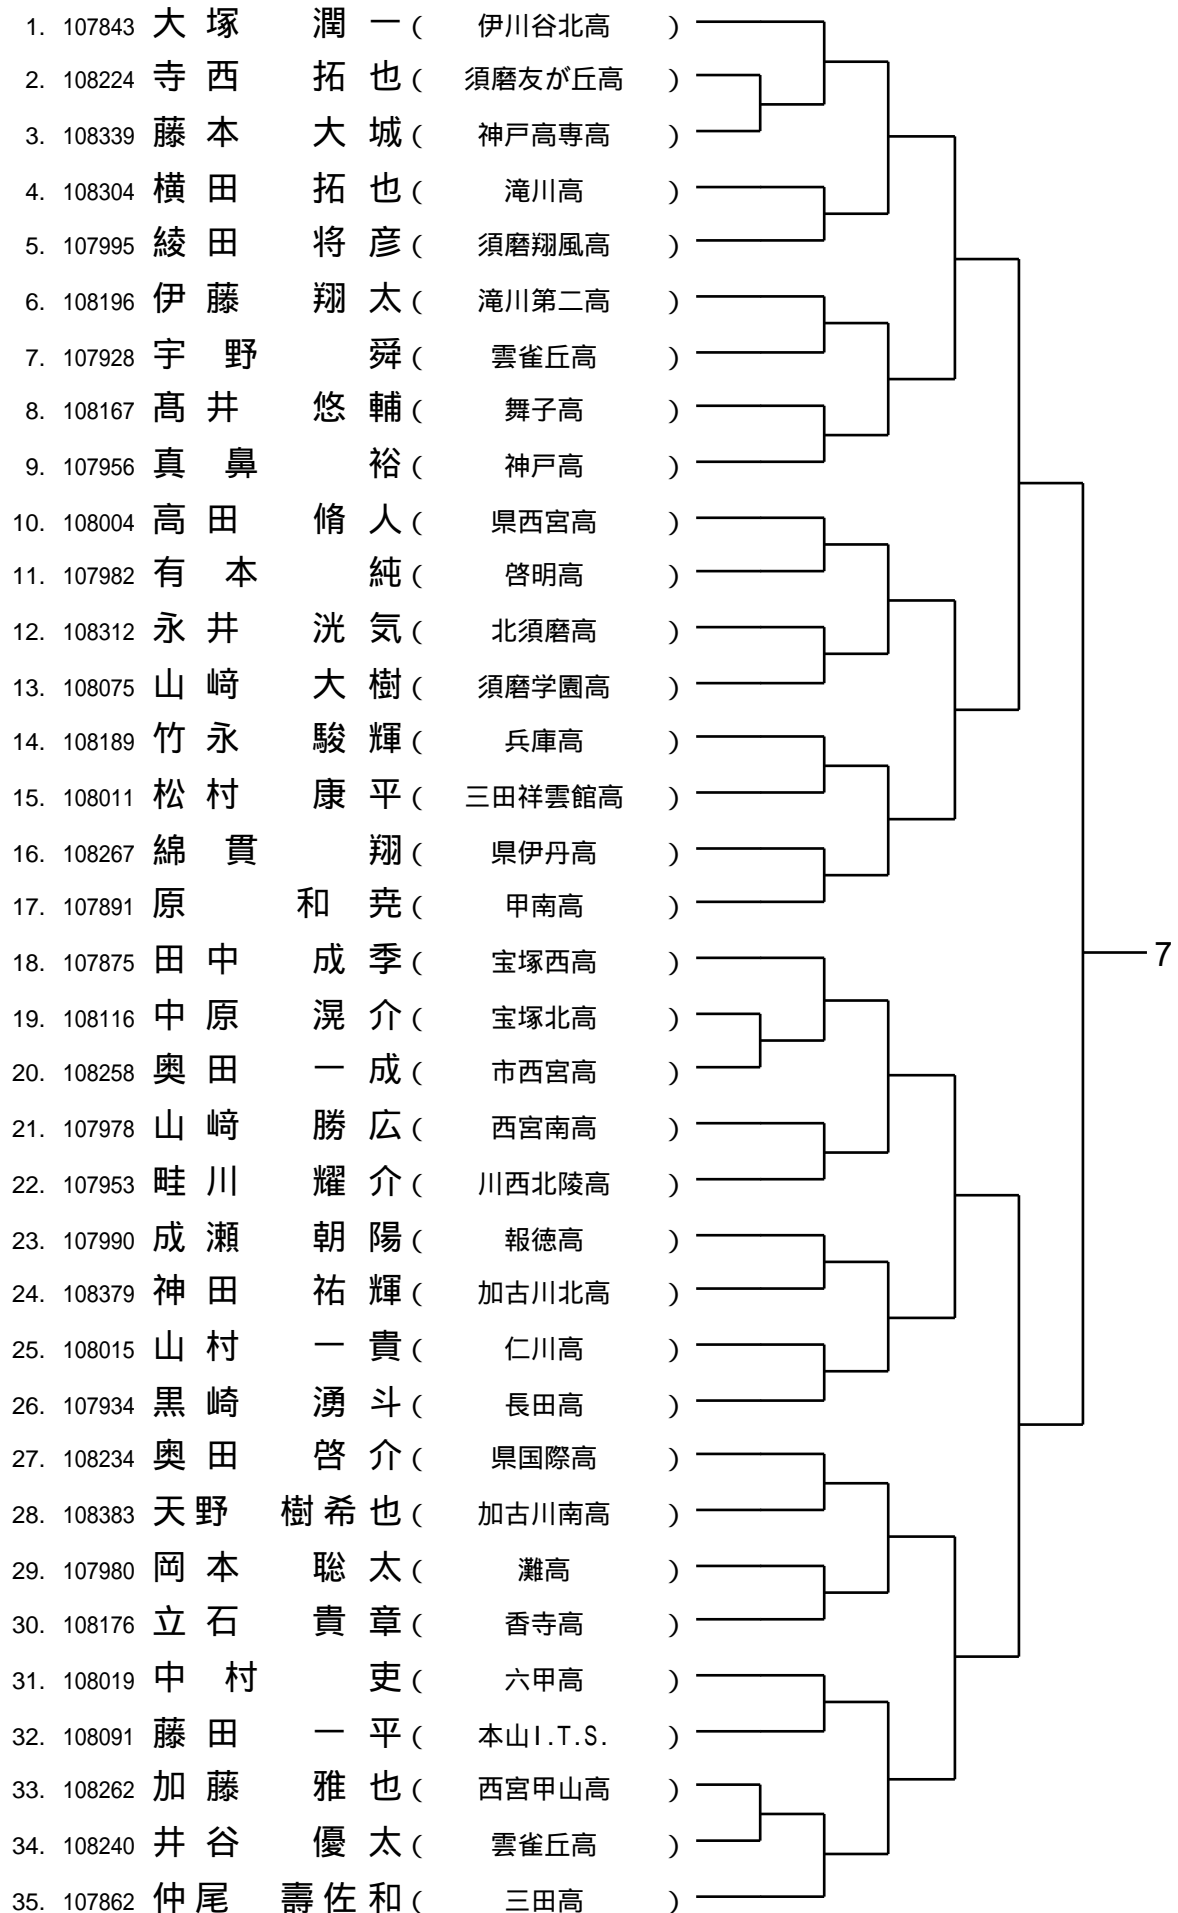 1. 107843 大塚 潤一 ( 伊川谷北高 )
2. 108224 寺西 拓也 ( 須磨友が丘高 )
3. 108339 藤本 大城 ( 神戸高専高 )
4. 108304 横田 拓也 ( 滝川高 )
5. 107995 綾田 将彦 ( 須磨翔風高 )
6. 108196 伊藤 翔太 ( 滝川第二高 )
7. 107928 宇野 舜 ( 雲雀丘高 )
8. 108167 髙井 悠輔 ( 舞子高 )
9. 107956 真鼻 裕 ( 神戸高 )
10. 108004 高田 脩人 ( 県西宮高 )
11. 107982 有本 純 ( 啓明高 )
12. 108312 永井 洸気 ( 北須磨高 )
13. 108075 山﨑 大樹 ( 須磨学園高 )
14. 108189 竹永 駿輝 ( 兵庫高 )
15. 108011 松村 康平 ( 三田祥雲館高 )
16. 108267 綿貫 翔 ( 県伊丹高 )
17. 107891 原 和尭 ( 甲南高 )
7
18. 107875 田中 成季 ( 宝塚西高 )
19. 108116 中原 滉介 ( 宝塚北高 )
20. 108258 奥田 一成 ( 市西宮高 )
21. 107978 山﨑 勝広 ( 西宮南高 )
22. 107953 畦川 耀介 ( 川西北陵高 )
23. 107990 成瀬 朝陽 ( 報徳高 )
24. 108379 神田 祐輝 ( 加古川北高 )
25. 108015 山村 一貴 ( 仁川高 )
26. 107934 黒崎 湧斗 ( 長田高 )
27. 108234 奥田 啓介 ( 県国際高 )
28. 108383 天野 樹希也 ( 加古川南高 )
29. 107980 岡本 聡太 ( 灘高 )
30. 108176 立石 貴章 ( 香寺高 )
31. 108019 中村 吏 ( 六甲高 )
32. 108091 藤田 一平 ( 本山I.T.S. )
33. 108262 加藤 雅也 ( 西宮甲山高 )
34. 108240 井谷 優太 ( 雲雀丘高 )
35. 107862 仲尾 壽佐和 ( 三田高 )